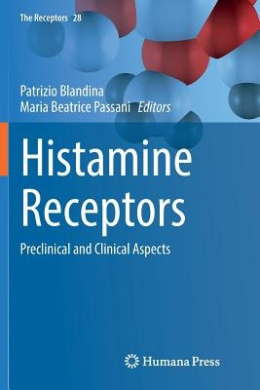 The Receptors 28
Patrizio Blandina
Maria Beatrice Passani Editors
Histamine
Receptors
Preclinical and Clinical Aspects
Humana Press